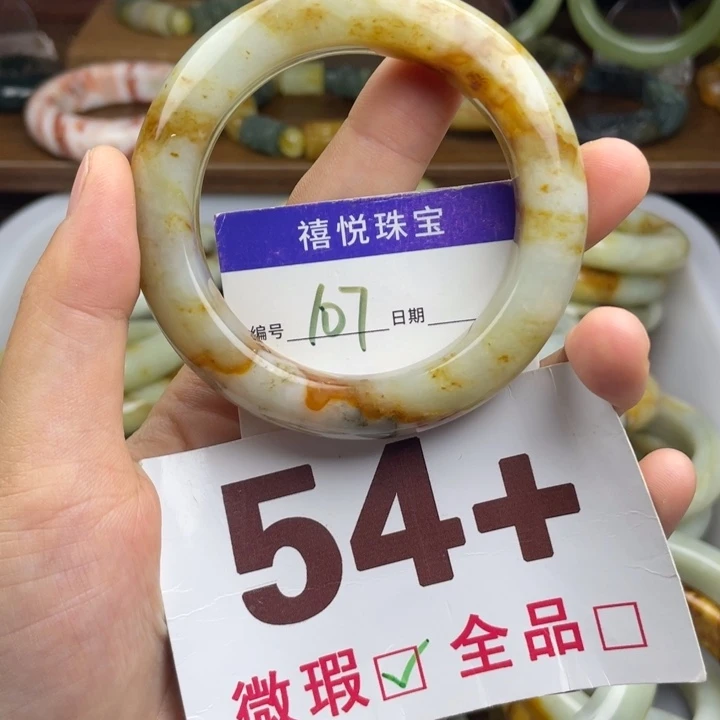 禧悦珠宝
编号 107 日期
54+
微瑕☑ 全品☐